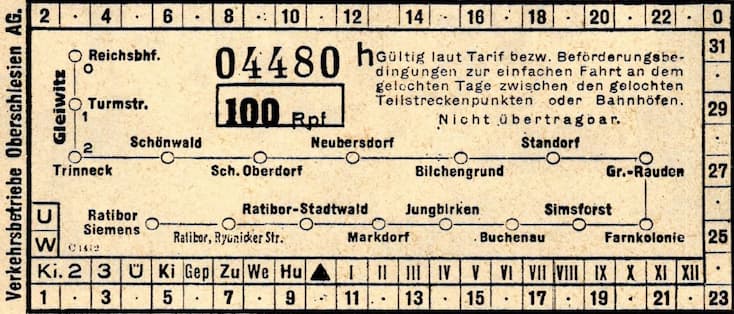 Verkehrsbetriebe Oberschlesien AG.
2 · 4 · 6 · 8 · 10 · 12 · 14 · 16 · 18 · 20 · 22 · 0
31
·
29
·
27
·
25
·
04480 h
100 Rpf
Gültig laut Tarif bezw. Beförderungsbe-
dingungen zur einfachen Fahrt an dem
gelochten Tage zwischen den gelochten
Teilstreckenpunkten oder Bahnhöfen.
Nicht übertragbar.
Gleiwitz
Reichsbhf.
0
Turmstr.
1
2
Trinneck
Schönwald
Sch. Oberdorf
Neubersdorf
Bilchengrund
Standorf
Gr.-Rauden
Ratibor
Siemens
Ratibor, Rybnicker Str.
Ratibor-Stadtwald
Markdorf
Jungbirken
Buchenau
Simsforst
Farnkolonie
U
W
Ki. 2 3 Ü Ki Gep Zu We Hu ▲ I II III IV V VI VII VIII IX X XI XII
1 · 3 · 5 · 7 · 9 · 11 · 13 · 15 · 17 · 19 · 21 · 23